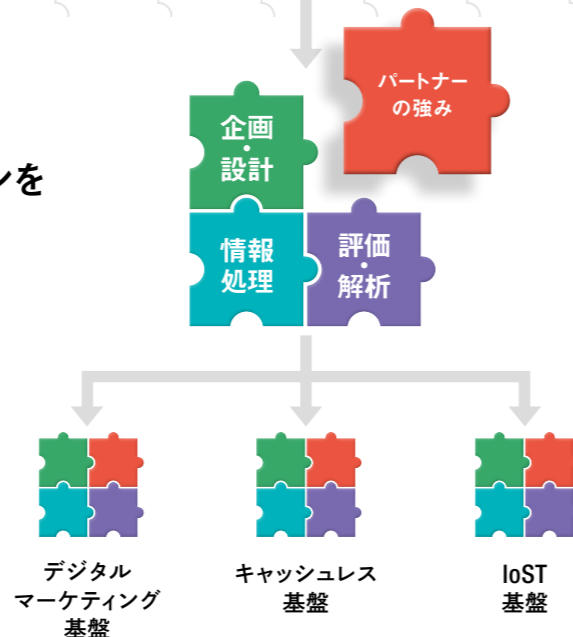 パートナー
の強み
企画
・
設計
ンを
情報
処理
評価
・
解析
デジタル
マーケティング
基盤
キャッシュレス
基盤
IoST
基盤